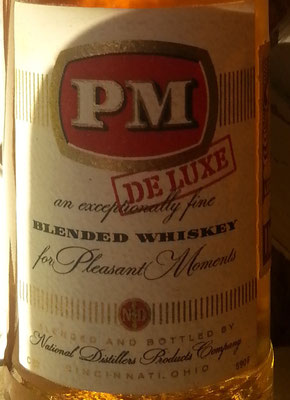 PM
DE LUXE
an exceptionally fine
BLENDED WHISKEY
for Pleasant Moments
NDP
BLENDED AND BOTTLED BY
National Distillers Products Company
CINCINNATI, OHIO